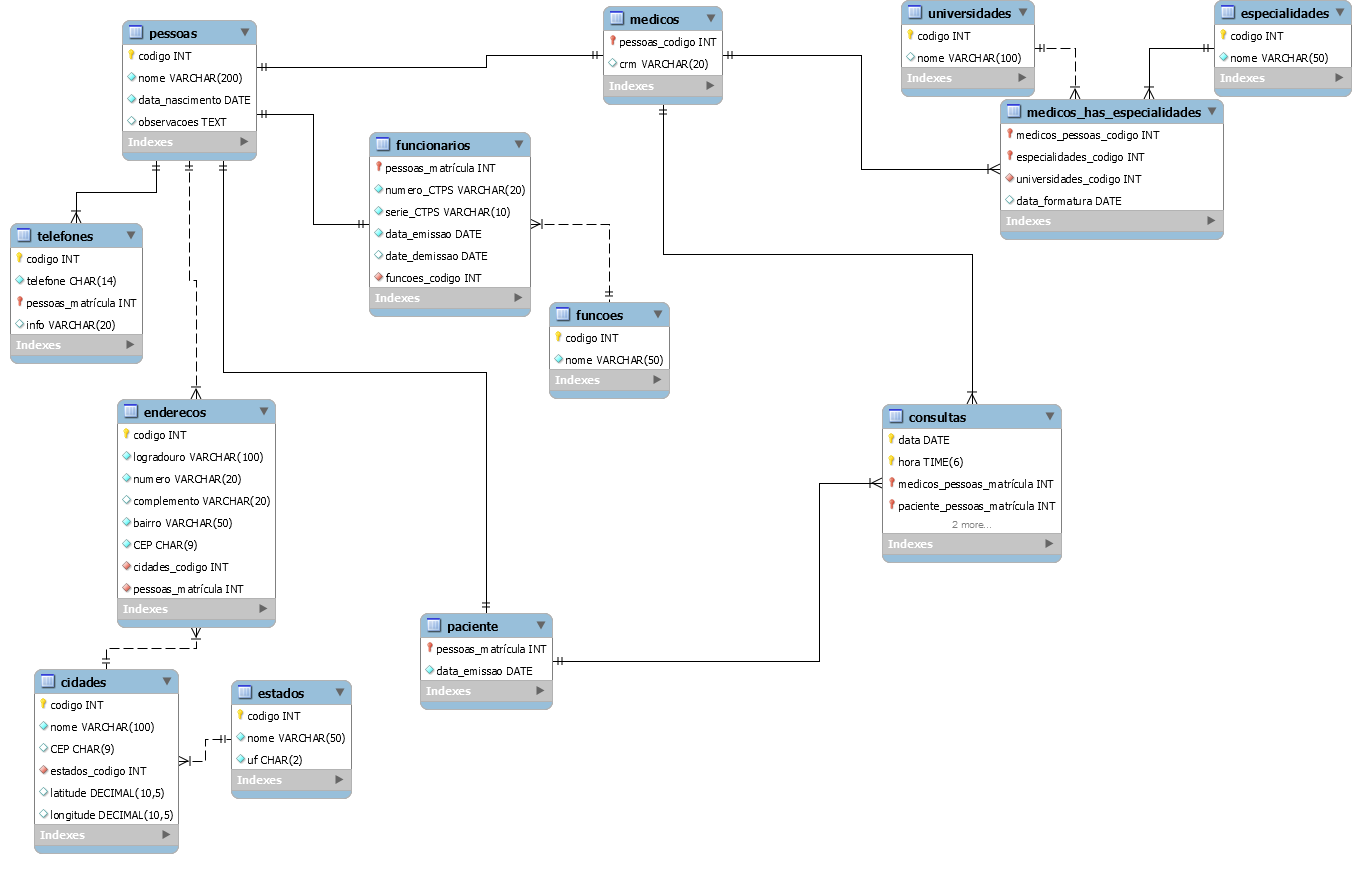 pessoas
codigo INT
nome VARCHAR(200)
data_nascimento DATE
observacoes TEXT
Indexes
medicos
pessoas_codigo INT
crm VARCHAR(20)
Indexes
universidades
codigo INT
nome VARCHAR(100)
Indexes
especialidades
codigo INT
nome VARCHAR(50)
Indexes
medicos_has_especialidades
medicos_pessoas_codigo INT
especialidades_codigo INT
universidades_codigo INT
data_formatura DATE
Indexes
funcionarios
pessoas_matrícula INT
numero_CTPS VARCHAR(20)
serie_CTPS VARCHAR(10)
data_emissao DATE
date_demissao DATE
funcoes_codigo INT
Indexes
telefones
codigo INT
telefone CHAR(14)
pessoas_matrícula INT
info VARCHAR(20)
Indexes
funcoes
codigo INT
nome VARCHAR(50)
Indexes
enderecos
codigo INT
logradouro VARCHAR(100)
numero VARCHAR(20)
complemento VARCHAR(20)
bairro VARCHAR(50)
CEP CHAR(9)
cidades_codigo INT
pessoas_matrícula INT
Indexes
consultas
data DATE
hora TIME(6)
medicos_pessoas_matrícula INT
paciente_pessoas_matrícula INT
2 more...
Indexes
paciente
pessoas_matrícula INT
data_emissao DATE
Indexes
cidades
codigo INT
nome VARCHAR(100)
CEP CHAR(9)
estados_codigo INT
latitude DECIMAL(10,5)
longitude DECIMAL(10,5)
Indexes
estados
codigo INT
nome VARCHAR(50)
uf CHAR(2)
Indexes